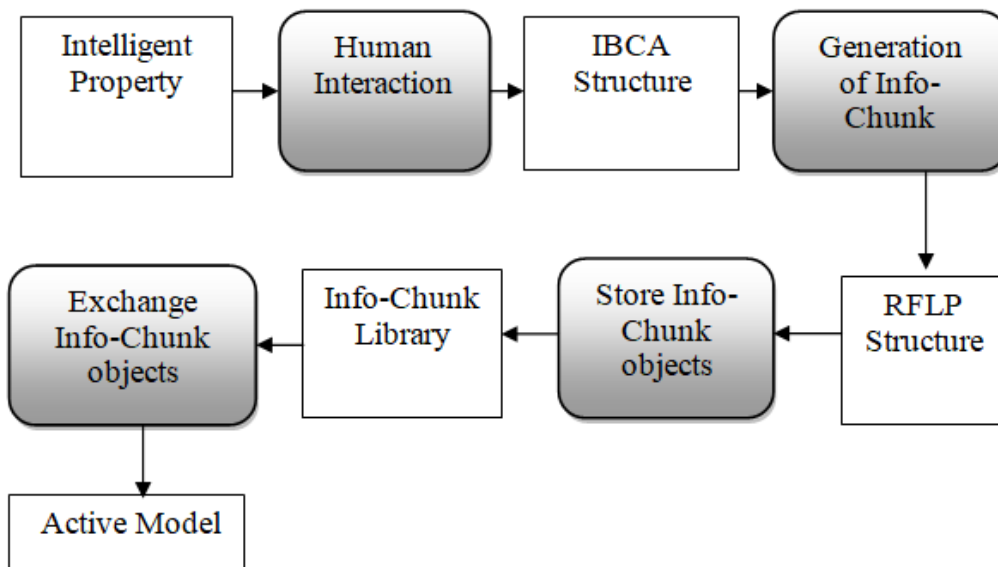 Intelligent
Property
Human
Interaction
IBCA
Structure
Generation
of Info-
Chunk
Exchange
Info-Chunk
objects
Info-Chunk
Library
Store Info-
Chunk
objects
RFLP
Structure
Active Model